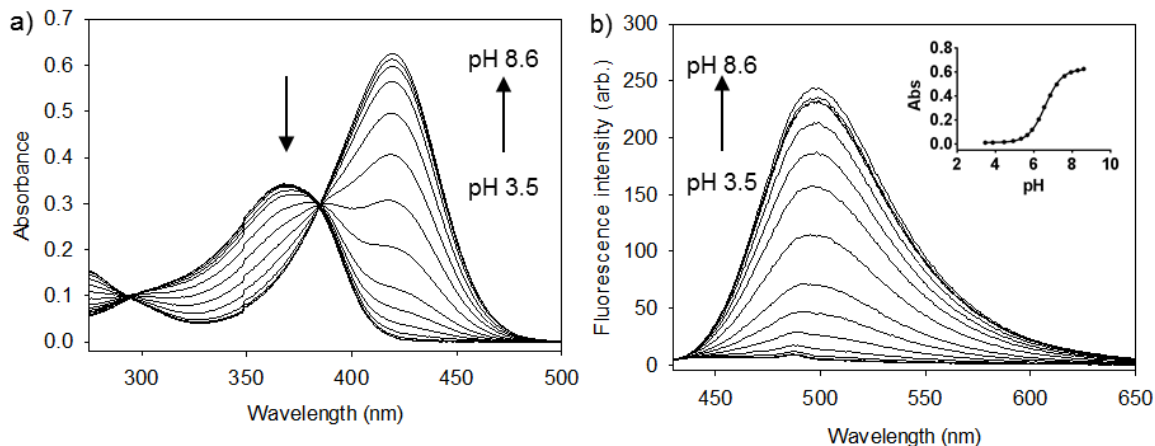 a)
0.7
0.6
0.5
0.4
0.3
0.2
0.1
0.0
Absorbance
pH 8.6
pH 3.5
300
350
400
450
500
Wavelength (nm)
b)
300
250
200
150
100
50
0
Fluorescence intensity (arb.)
pH 8.6
pH 3.5
0.8
0.6
0.4
0.2
0.0
Abs
2
4
6
8
10
pH
450
500
550
600
650
Wavelength (nm)